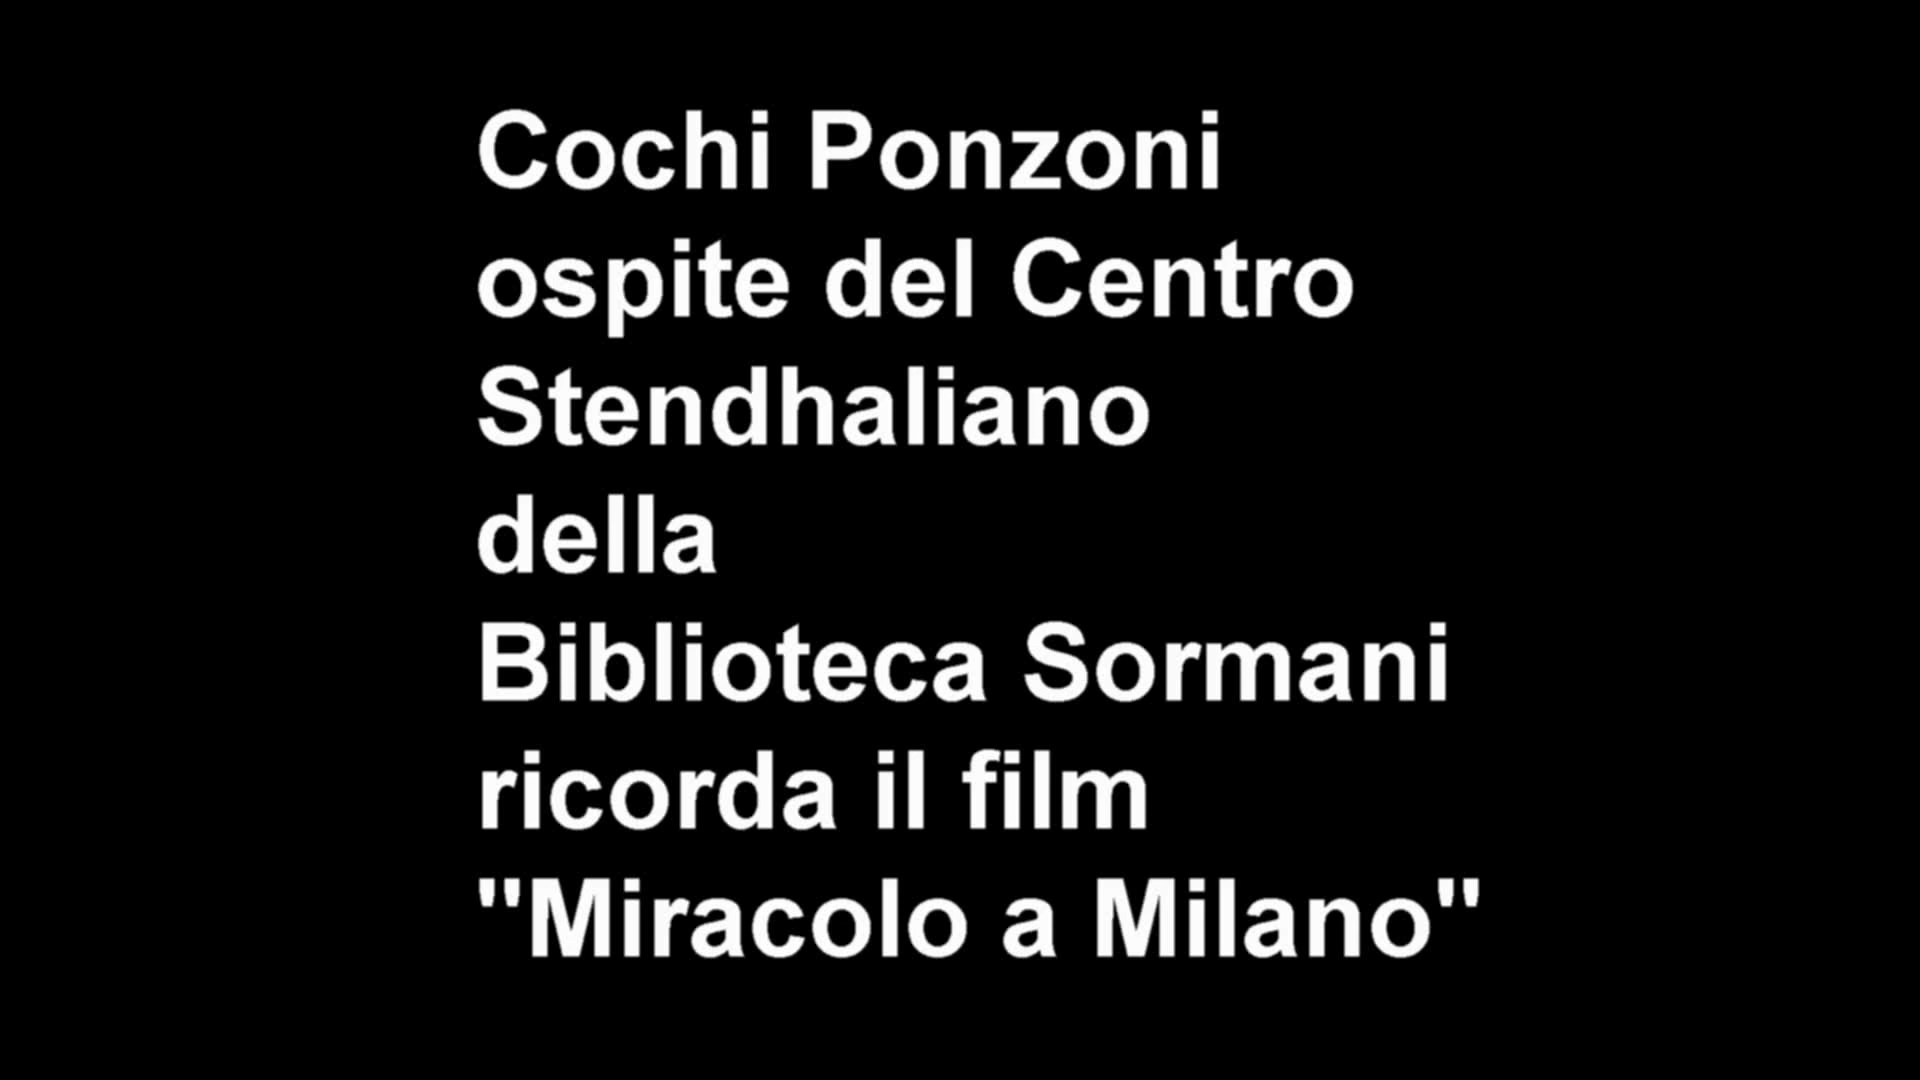 Cochi Ponzoni
ospite del Centro
Stendhaliano
della
Biblioteca Sormani
ricorda il film
"Miracolo a Milano"